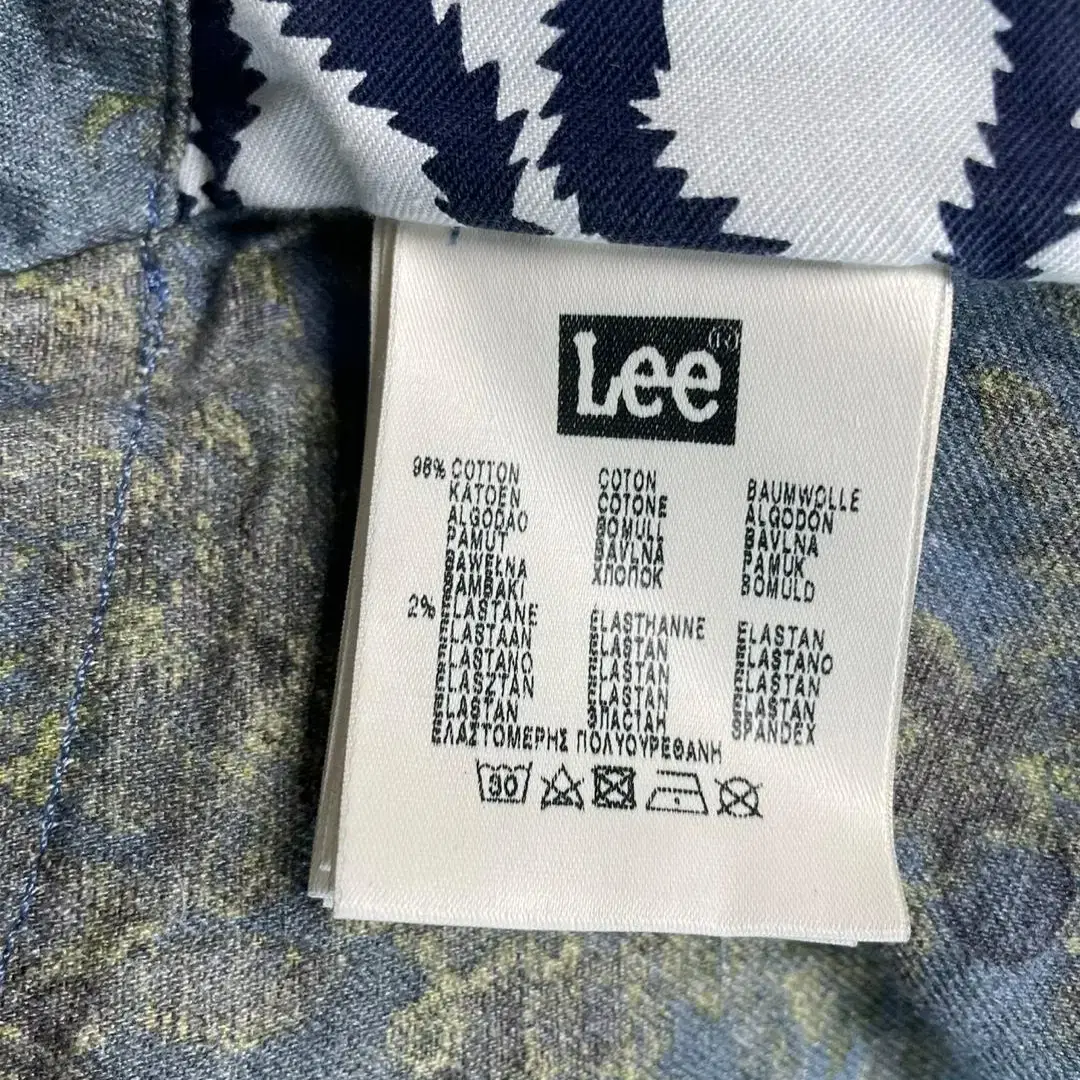 Lee
98% COTTON COTON BAUMWOLLE
KATOEN COTONE ALGODON
ALGODAO BOMULL BAVLNA
PAMUT BAVLNA PAMUK
BAWEŁNA ХЛОПОК BOMULD
BAMBAKI
2% ELASTANE ELASTHANNE ELASTAN
ELASTAAN ELASTAN ELASTANO
ELASTANO ELASTAN ELASTAN
ELASZTAN ELASTAN ELASTAN
ELASTAN ЭЛАСТАН SPANDEX
ΕΛΑΣΤΟΜΕΡΗΣ ΠΟΛΥΟΥΡΕΘΑΝΗ
30